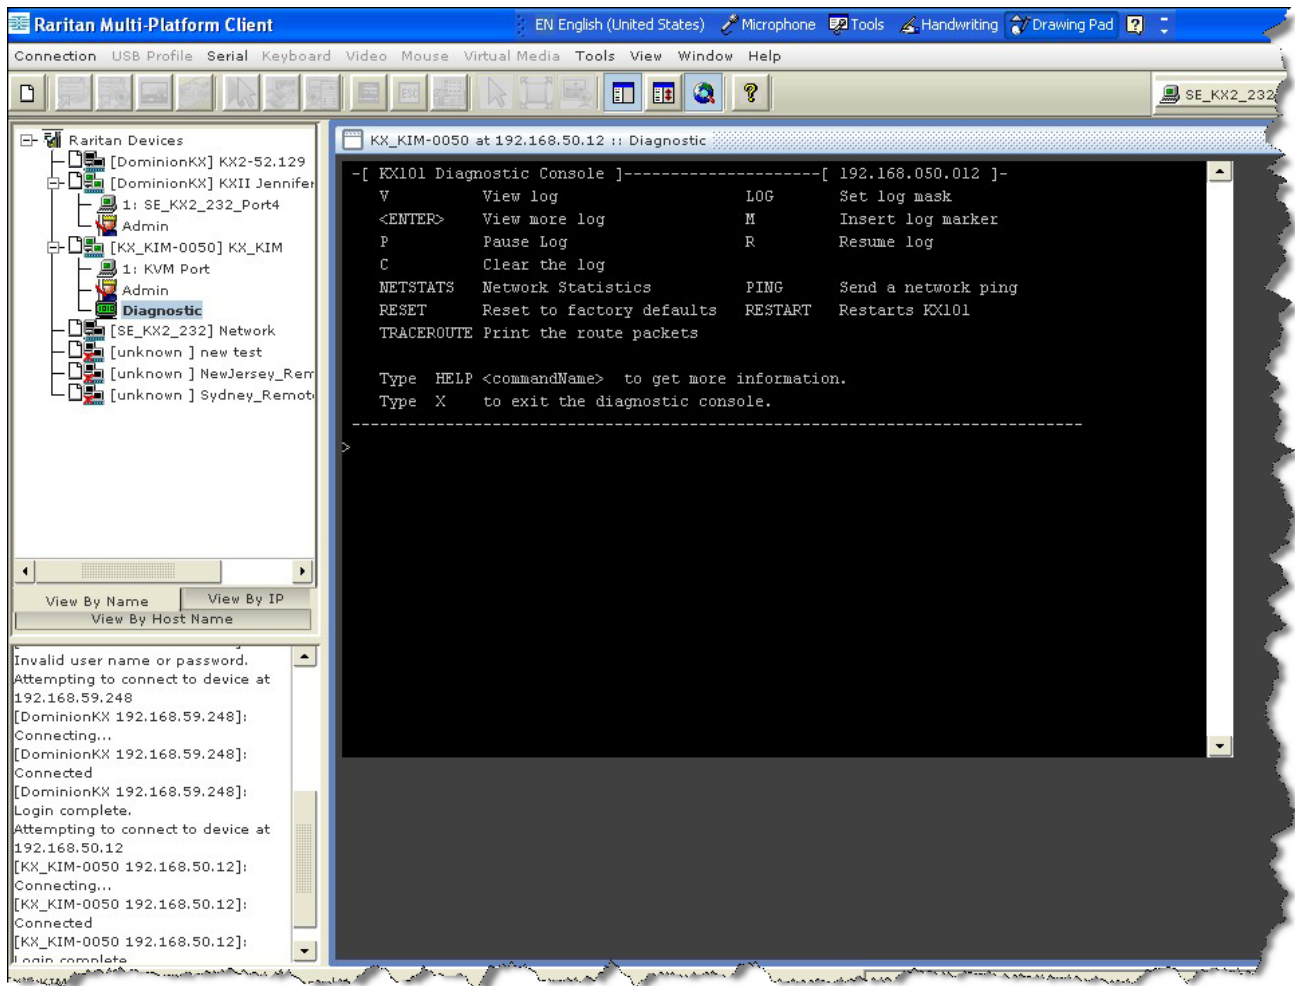 Raritan Multi-Platform Client
EN English (United States) Microphone Tools Handwriting Drawing Pad ?
Connection USB Profile Serial Keyboard Video Mouse Virtual Media Tools View Window Help
ESC
SE_KX2_232
Raritan Devices
[DominionKX] KX2-52.129
[DominionKX] KXII Jennifer
1: SE_KX2_232_Port4
Admin
[KX_KIM-0050] KX_KIM
1: KVM Port
Admin
Diagnostic
[SE_KX2_232] Network
[unknown ] new test
[unknown ] NewJersey_Rem
[unknown ] Sydney_Remot
View By Name View By IP
View By Host Name
Invalid user name or password.
Attempting to connect to device at
192.168.59.248
[DominionKX 192.168.59.248]:
Connecting...
[DominionKX 192.168.59.248]:
Connected
[DominionKX 192.168.59.248]:
Login complete.
Attempting to connect to device at
192.168.50.12
[KX_KIM-0050 192.168.50.12]:
Connecting...
[KX_KIM-0050 192.168.50.12]:
Connected
[KX_KIM-0050 192.168.50.12]:
Login complete
KX_KIM-0050 at 192.168.50.12 :: Diagnostic
-[ KX101 Diagnostic Console ]---------------------[ 192.168.050.012 ]-
V View log LOG Set log mask
<ENTER> View more log M Insert log marker
P Pause Log R Resume log
C Clear the log
NETSTATS Network Statistics PING Send a network ping
RESET Reset to factory defaults RESTART Restarts KX101
TRACEROUTE Print the route packets
Type HELP <commandName> to get more information.
Type X to exit the diagnostic console.
------------------------------------------------------------------------------
>